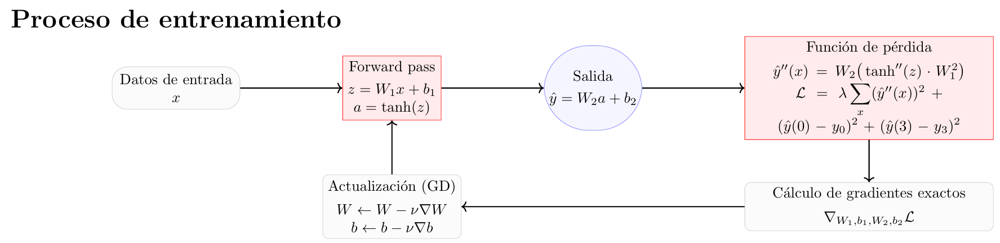 Proceso de entrenamiento
Datos de entrada
x
Forward pass
z = W₁x + b₁
a = tanh(z)
Salida
ŷ = W₂a + b₂
Función de pérdida
ŷ″(x) = W₂(tanh″(z) · W₁²)
ℒ = λ∑ₓ(ŷ″(x))² +
(ŷ(0) − y₀)² + (ŷ(3) − y₃)²
Actualización (GD)
W ← W − ν∇W
b ← b − ν∇b
Cálculo de gradientes exactos
∇_{W₁,b₁,W₂,b₂}ℒ